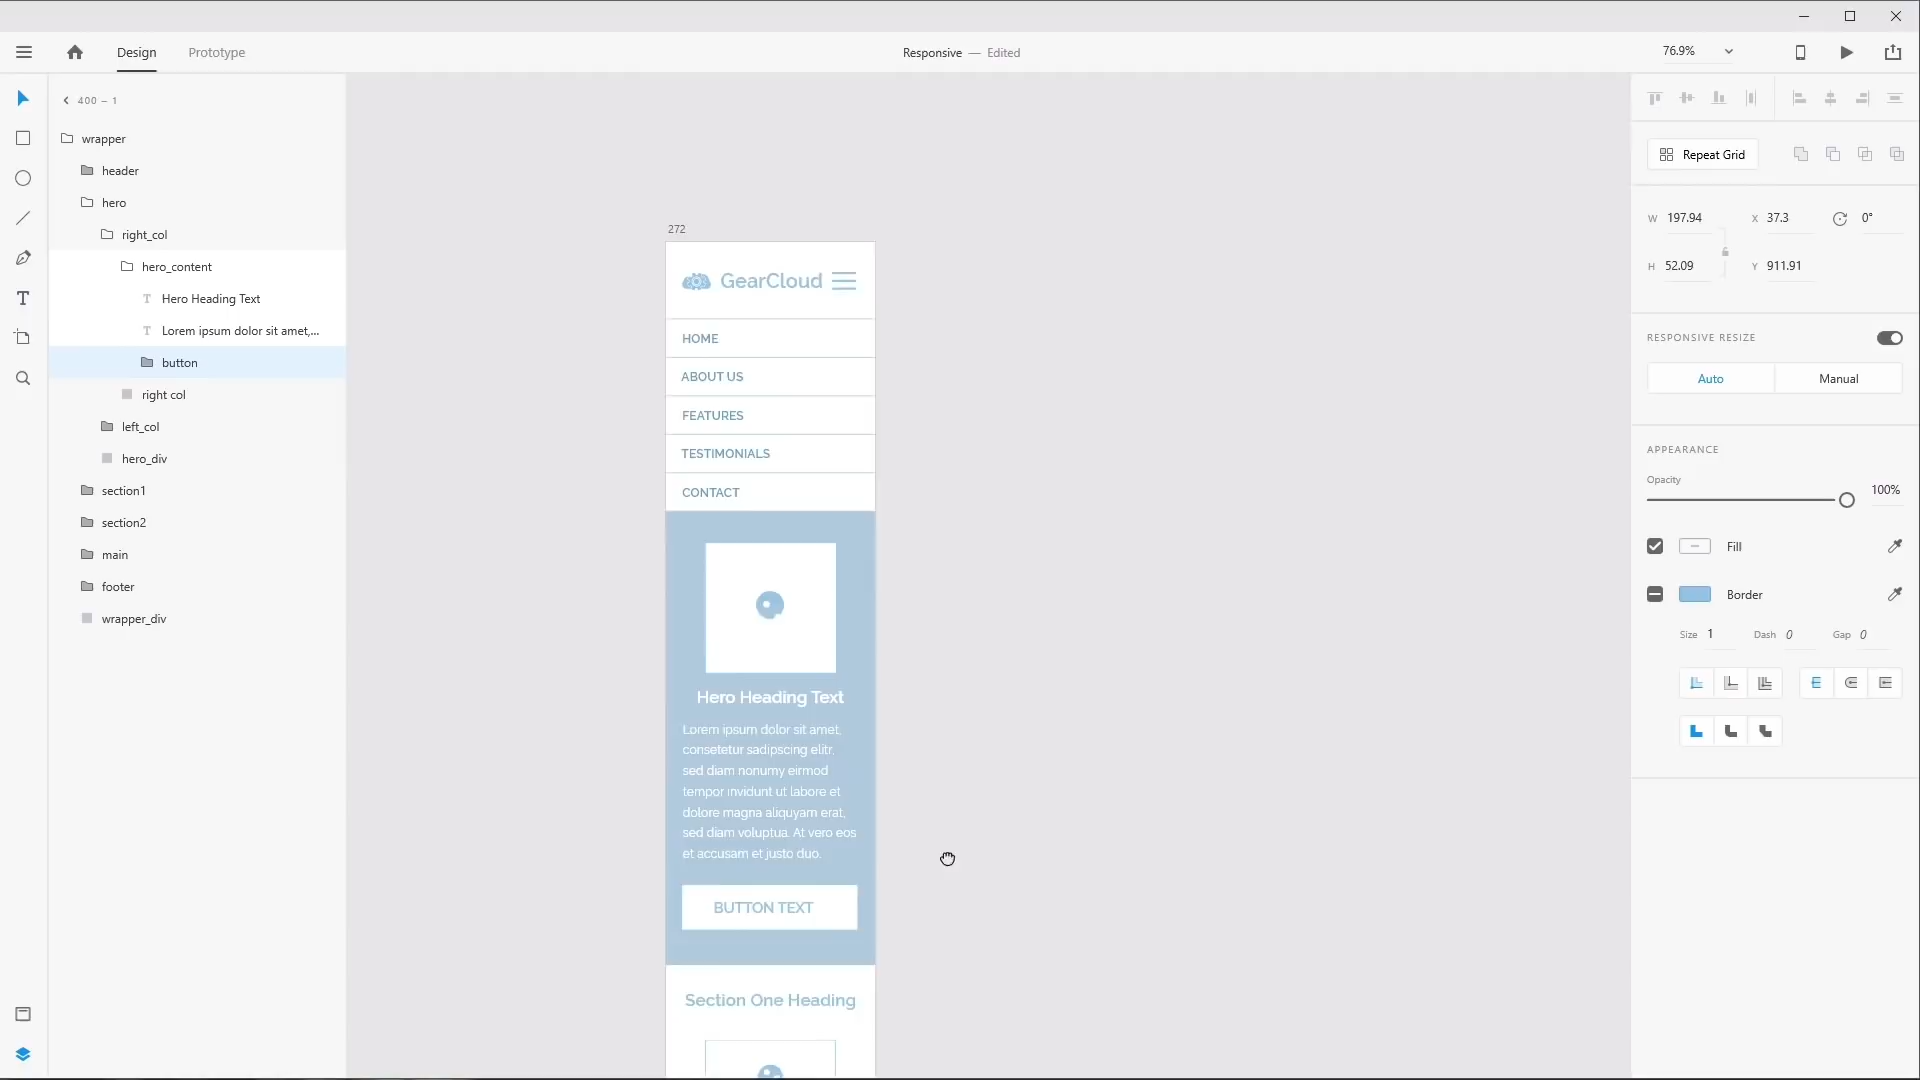 Design
Prototype
Responsive — Edited
76.9%
400 – 1
wrapper
header
hero
right_col
hero_content
Hero Heading Text
Lorem ipsum dolor sit amet,...
button
right col
left_col
hero_div
section1
section2
main
footer
wrapper_div
272
GearCloud
HOME
ABOUT US
FEATURES
TESTIMONIALS
CONTACT
Hero Heading Text
Lorem ipsum dolor sit amet,
consetetur sadipscing elitr,
sed diam nonumy eirmod
tempor invidunt ut labore et
dolore magna aliquyam erat,
sed diam voluptua. At vero eos
et accusam et justo duo.
BUTTON TEXT
Section One Heading
Repeat Grid
W 197.94 X 37.3 0°
H 52.09 Y 911.91
RESPONSIVE RESIZE
Auto Manual
APPEARANCE
Opacity
100%
Fill
Border
Size 1 Dash 0 Gap 0